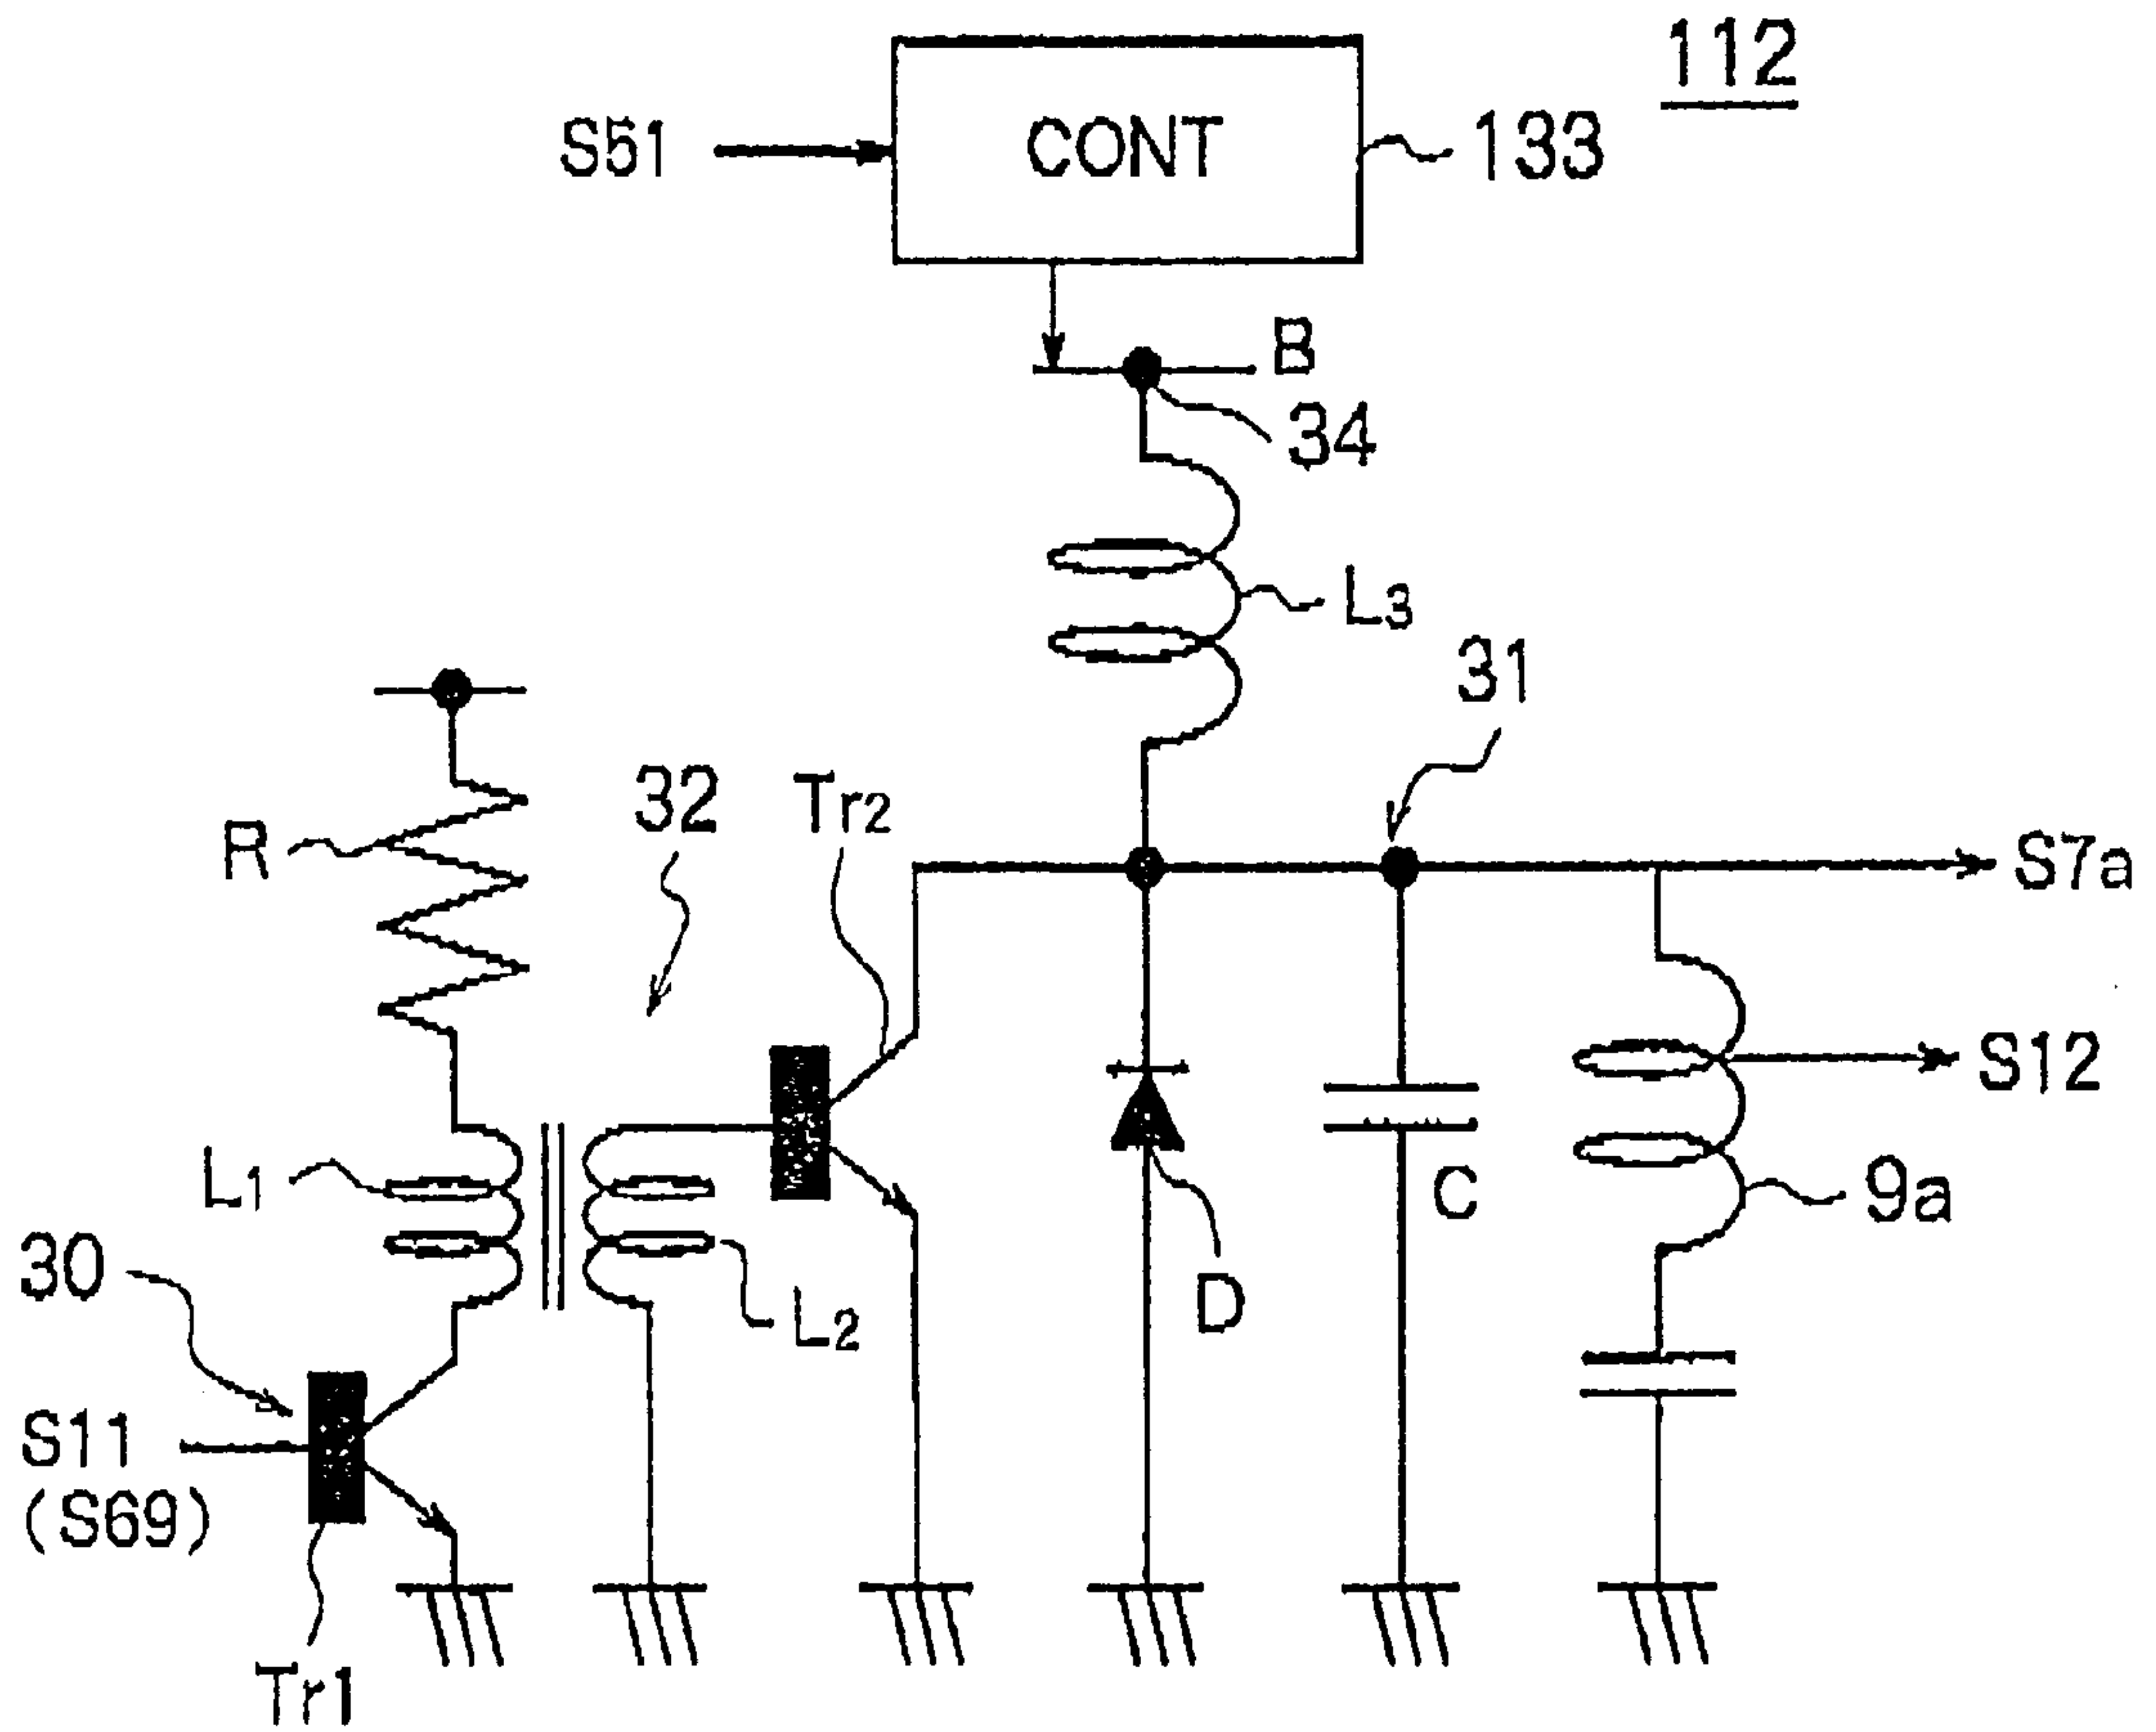 112
S51
CONT
133
B
34
L3
31
32
Tr2
R
S7a
S12
L1
C
9a
30
D
L2
S11
(S69)
Tr1